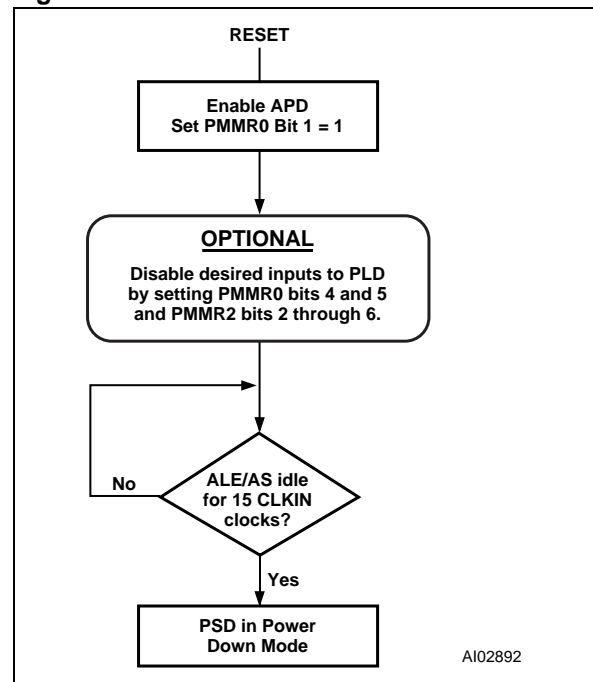 RESET
Enable APD
Set PMMR0 Bit 1 = 1
OPTIONAL
Disable desired inputs to PLD
by setting PMMR0 bits 4 and 5
and PMMR2 bits 2 through 6.
No
ALE/AS idle
for 15 CLKIN
clocks?
Yes
PSD in Power
Down Mode
AI02892